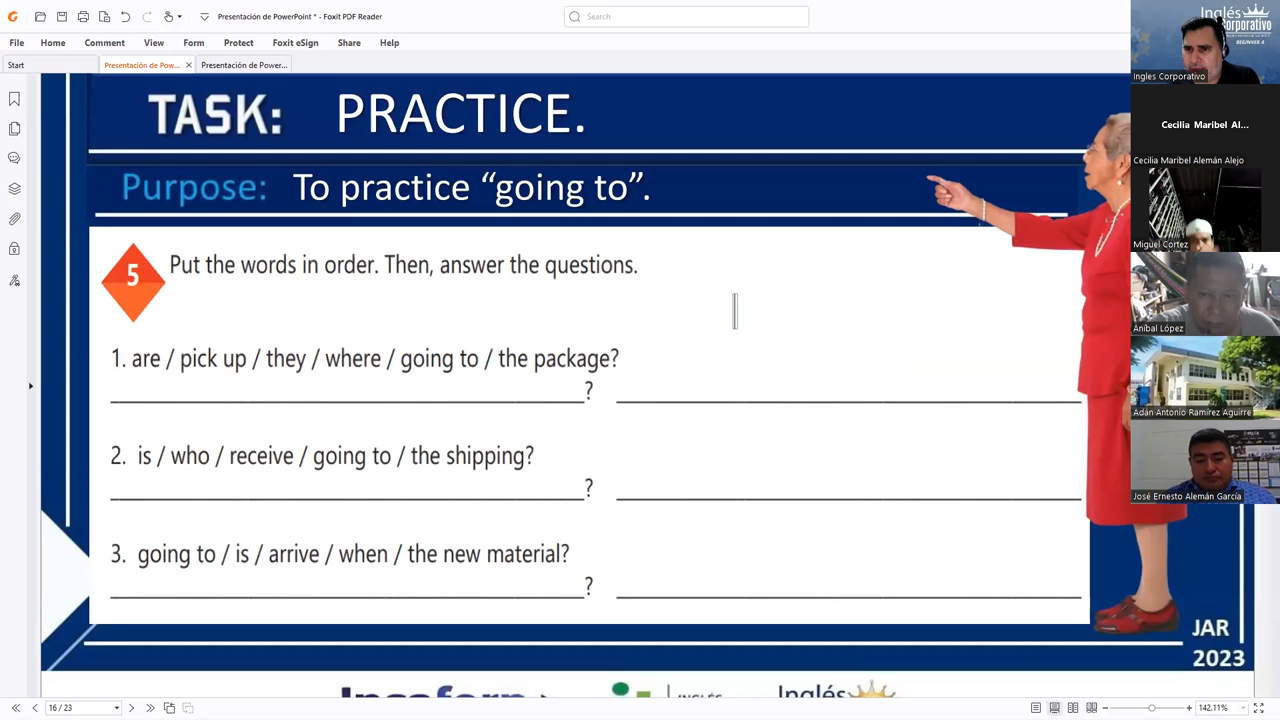 Presentación de PowerPoint * - Foxit PDF Reader
Search
File Home Comment View Form Protect Foxit eSign Share Help
Start
Presentación de Pow...
Presentación de Power...
TASK: PRACTICE.
Purpose: To practice “going to”.
5
Put the words in order. Then, answer the questions.
1. are / pick up / they / where / going to / the package?
?
2. is / who / receive / going to / the shipping?
?
3. going to / is / arrive / when / the new material?
?
JAR
2023
Inglés
Corporativo
BEGINNER 4
Ingles Corporativo
Cecilia Maribel Al...
Cecilia Maribel Alemán Alejo
Miguel Cortez
Aníbal López
Adán Antonio Ramírez Aguirre
José Ernesto Alemán García
INGLÉS
Inglés
16 / 23
142.11%